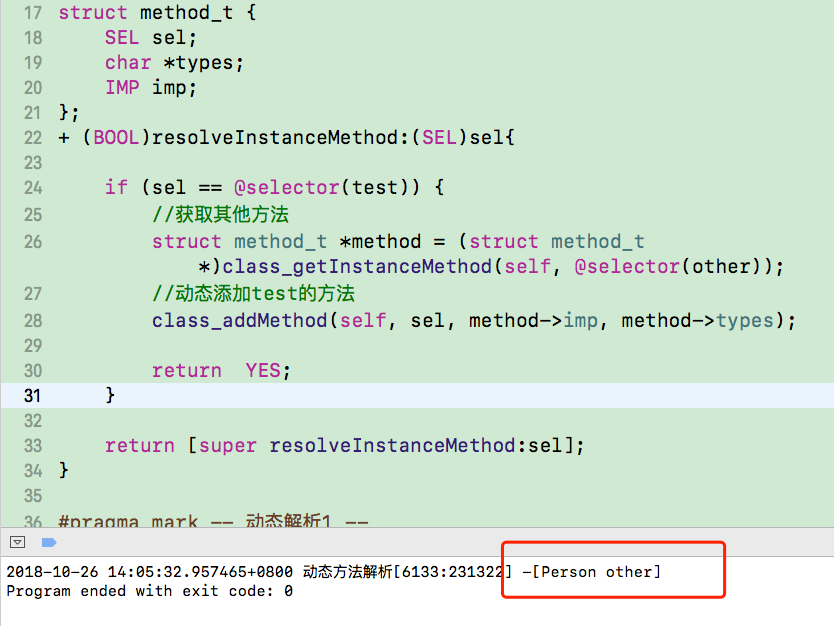 17 struct method_t {
18     SEL sel;
19     char *types;
20     IMP imp;
21 };
22 + (BOOL)resolveInstanceMethod:(SEL)sel{
23
24     if (sel == @selector(test)) {
25         //获取其他方法
26         struct method_t *method = (struct method_t
            *)class_getInstanceMethod(self, @selector(other));
27         //动态添加test的方法
28         class_addMethod(self, sel, method->imp, method->types);
29
30         return  YES;
31     }
32
33     return [super resolveInstanceMethod:sel];
34 }
35
36 #pragma mark -- 动态解析1 --
2018-10-26 14:05:32.957465+0800 动态方法解析[6133:231322] -[Person other]
Program ended with exit code: 0